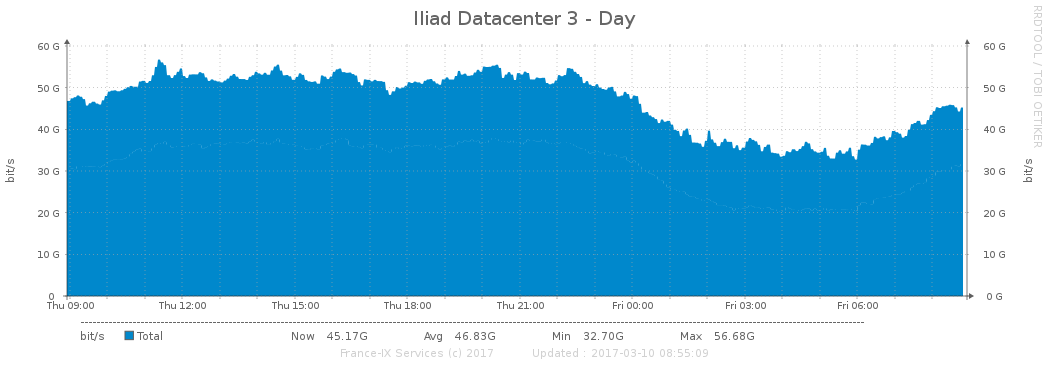 Iliad Datacenter 3 - Day
RRDTOOL / TOBI OETIKER
60 G 60 G
50 G 50 G
40 G 40 G
30 G 30 G
20 G 20 G
10 G 10 G
0 0 G
bit/s bit/s
Thu 09:00 Thu 12:00 Thu 15:00 Thu 18:00 Thu 21:00 Fri 00:00 Fri 03:00 Fri 06:00
bit/s Total Now 45.17G Avg 46.83G Min 32.70G Max 56.68G
France-IX Services (c) 2017 Updated : 2017-03-10 08:55:09